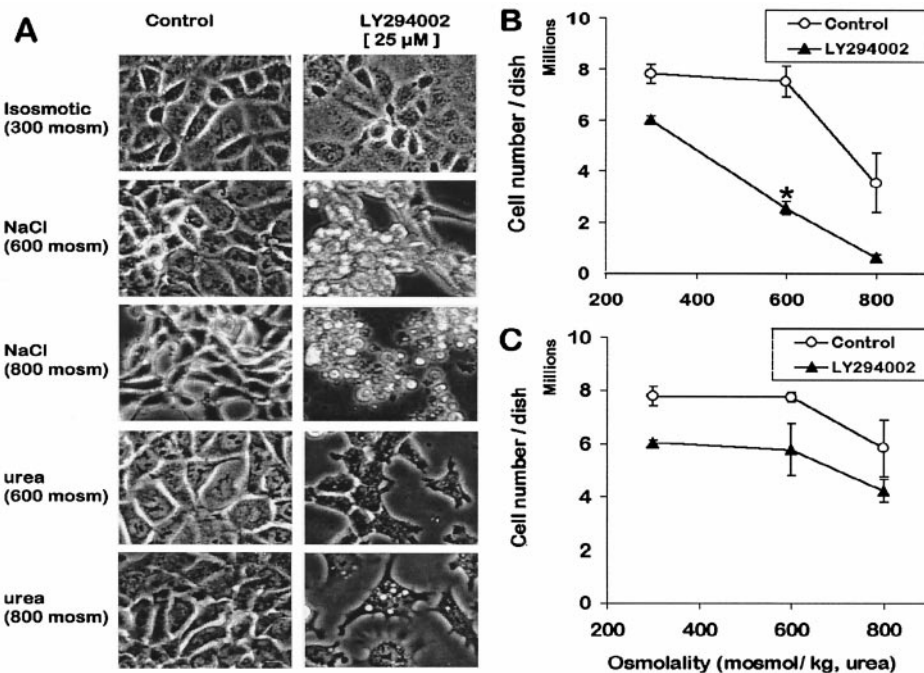 A
Control
LY294002
[ 25 µM ]
Isosmotic
(300 mosm)
NaCl
(600 mosm)
NaCl
(800 mosm)
urea
(600 mosm)
urea
(800 mosm)
B
Control
LY294002
Cell number / dish
Millions
10
8
6
4
2
0
*
200
400
600
800
C
Control
LY294002
Cell number / dish
Millions
10
8
6
4
2
0
200
400
600
800
Osmolality (mosmol/ kg, urea)